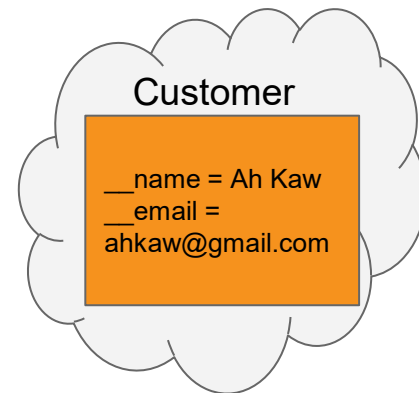 Customer
__name = Ah Kaw
__email =
ahkaw@gmail.com